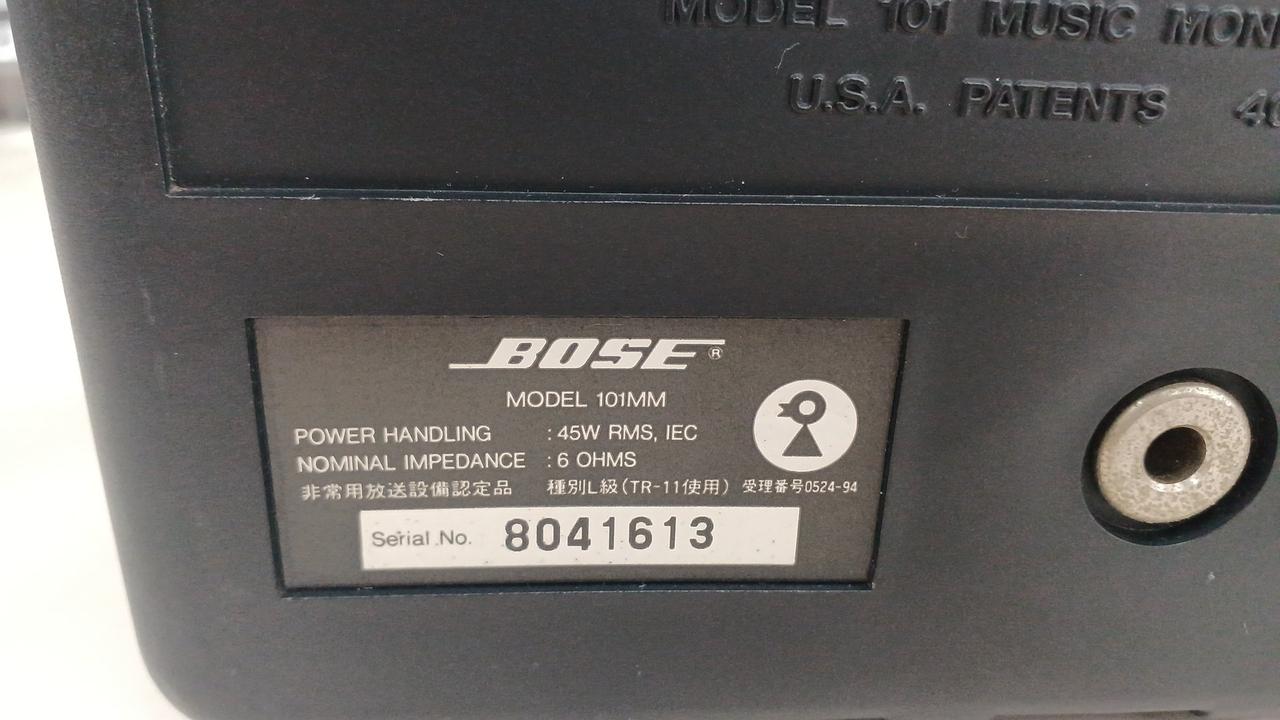 MODEL 101 MUSIC
U.S.A. PATENTS
BOSE®
MODEL 101MM
POWER HANDLING : 45W RMS, IEC
NOMINAL IMPEDANCE : 6 OHMS
非常用放送設備認定品 種別L級(TR-11使用) 受理番号0524-94
Serial No. 8041613